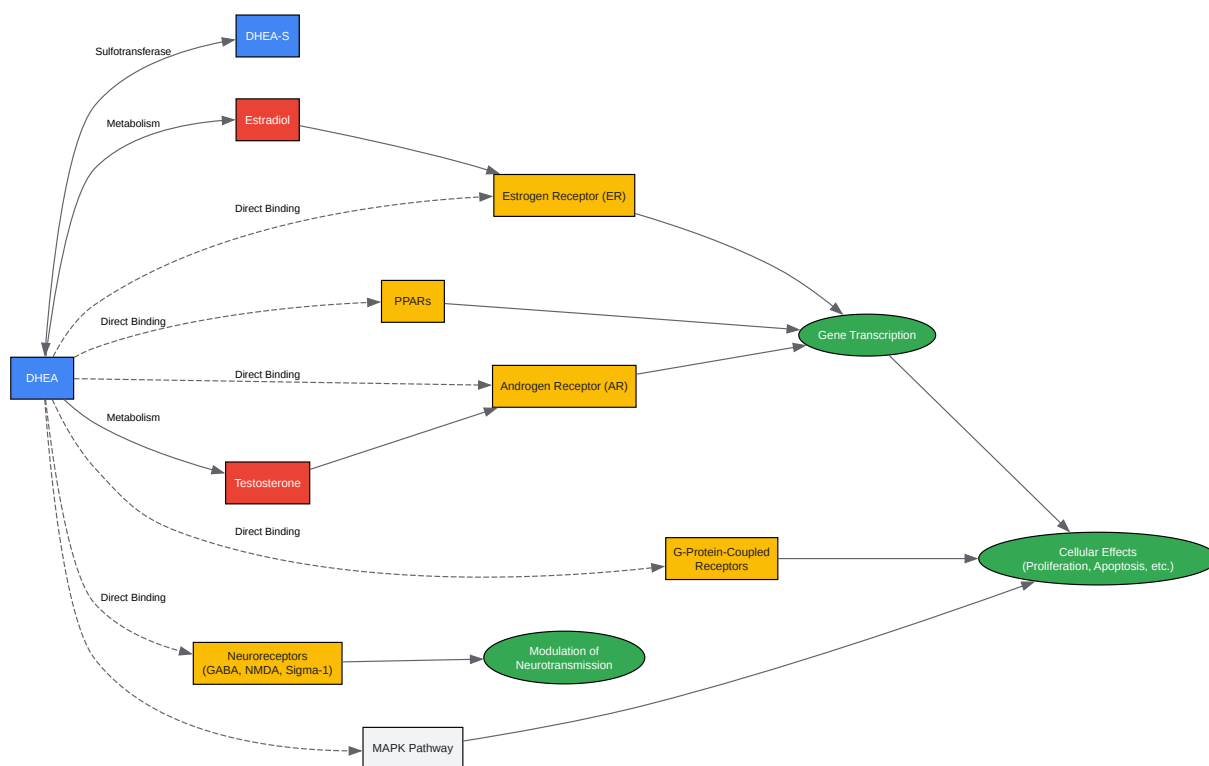 DHEA-S
Sulfotransferase
Estradiol
Metabolism
Estrogen Receptor (ER)
Direct Binding
PPARs
Direct Binding
Gene Transcription
DHEA
Direct Binding
Androgen Receptor (AR)
Metabolism
Testosterone
Direct Binding
G-Protein-Coupled
Receptors
Cellular Effects
(Proliferation, Apoptosis, etc.)
Direct Binding
Neuroreceptors
(GABA, NMDA, Sigma-1)
Modulation of
Neurotransmission
MAPK Pathway